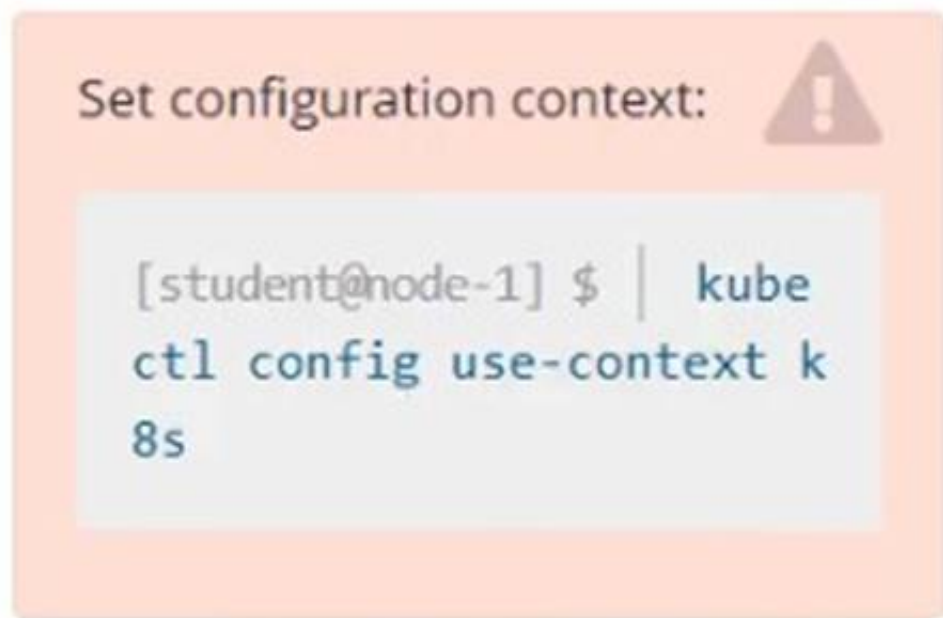 Set configuration context:
[student@node-1] $ | kube
ctl config use-context k
8s